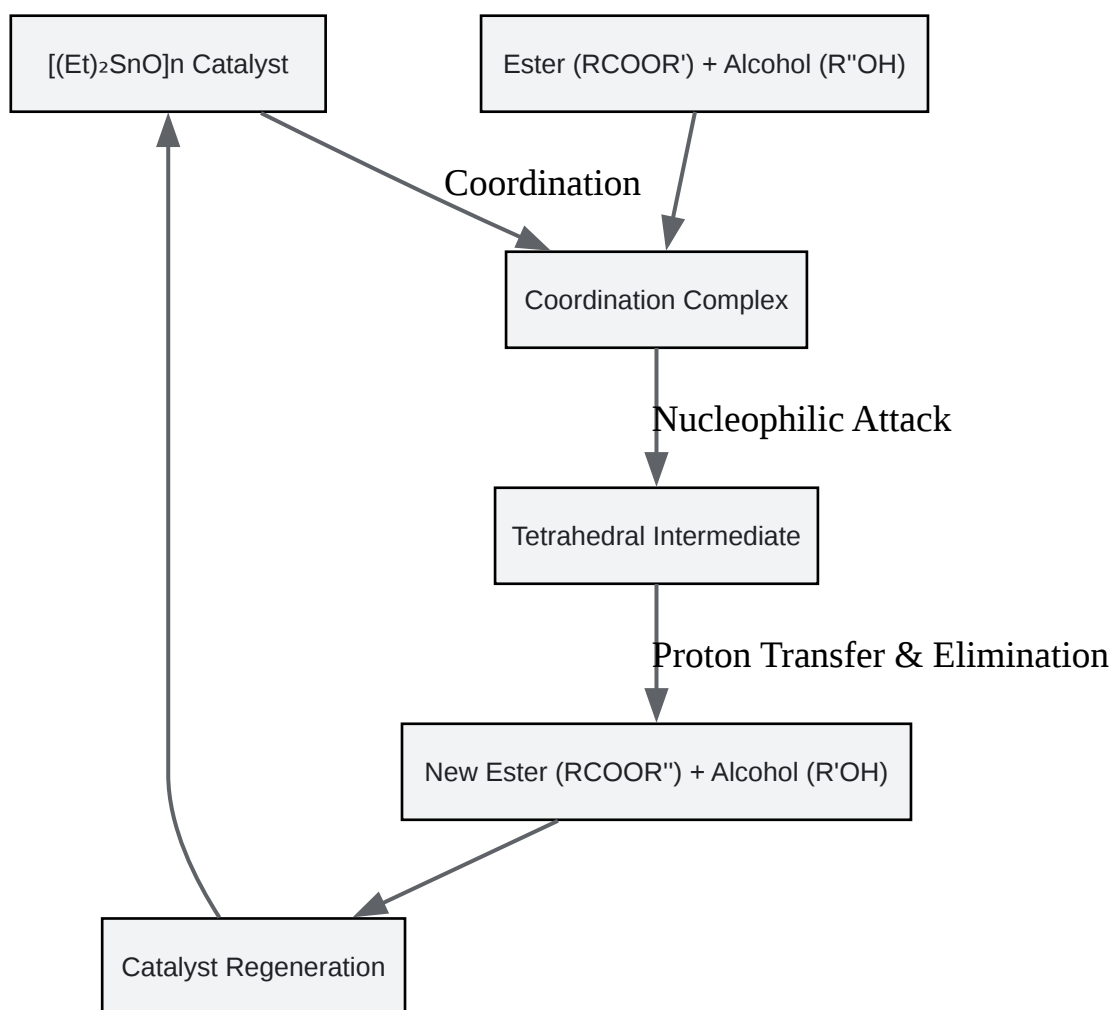 [(Et)₂SnO]n Catalyst
Ester (RCOOR') + Alcohol (R''OH)
Coordination
Coordination Complex
Nucleophilic Attack
Tetrahedral Intermediate
Proton Transfer & Elimination
New Ester (RCOOR'') + Alcohol (R'OH)
Catalyst Regeneration